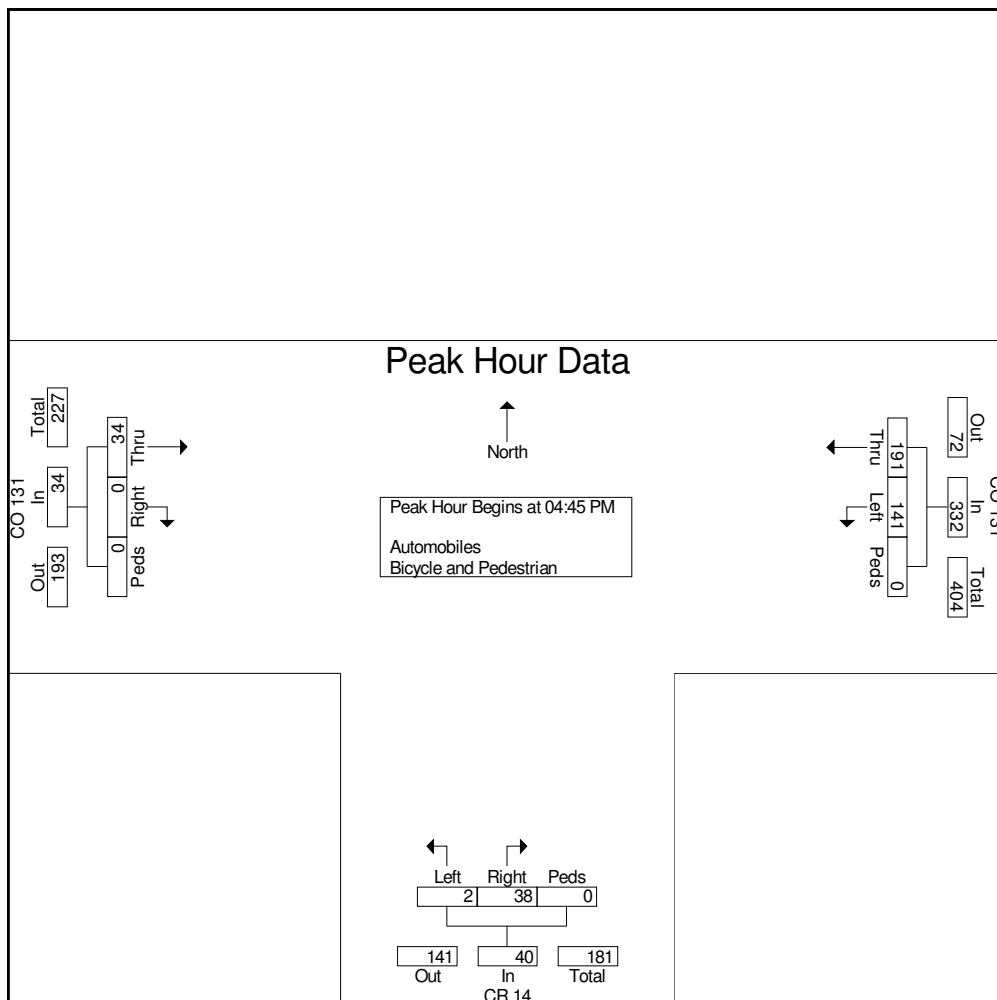 Peak Hour Data
North
Peak Hour Begins at 04:45 PM
Automobiles
Bicycle and Pedestrian
CO 131
Out
In
Total
193
34
227
Thru
Right
Peds
34
0
0
CO 131
Out
In
Total
72
332
404
Thru
Left
Peds
191
141
0
Left Right Peds
2 38 0
141 40 181
Out In Total
CR 14